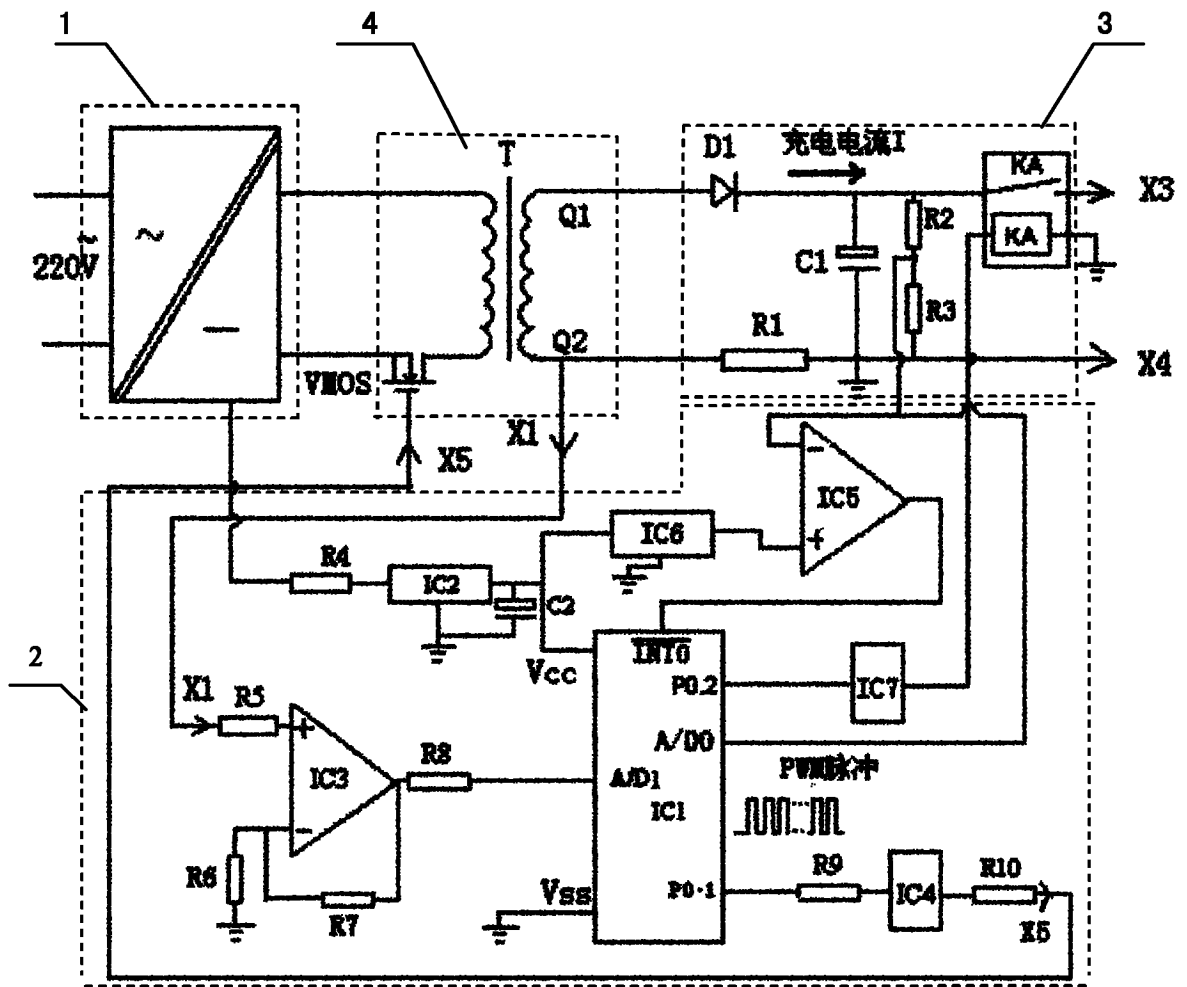 1
4
3
T
D1
充电电流I
KA
X3
Q1
R2
~
220V
~
KA
C1
R3
R1
Q2
X4
VMOS
X1
X5
−
IC5
+
IC6
R4
IC2
C2
INT0
Vcc
P0.2
IC7
2
X1
R5
+
A/D0
R8
PWM脉冲
IC3
A/D1
IC1
−
R6
R7
Vss
P0·1
R9
IC4
R10
X5